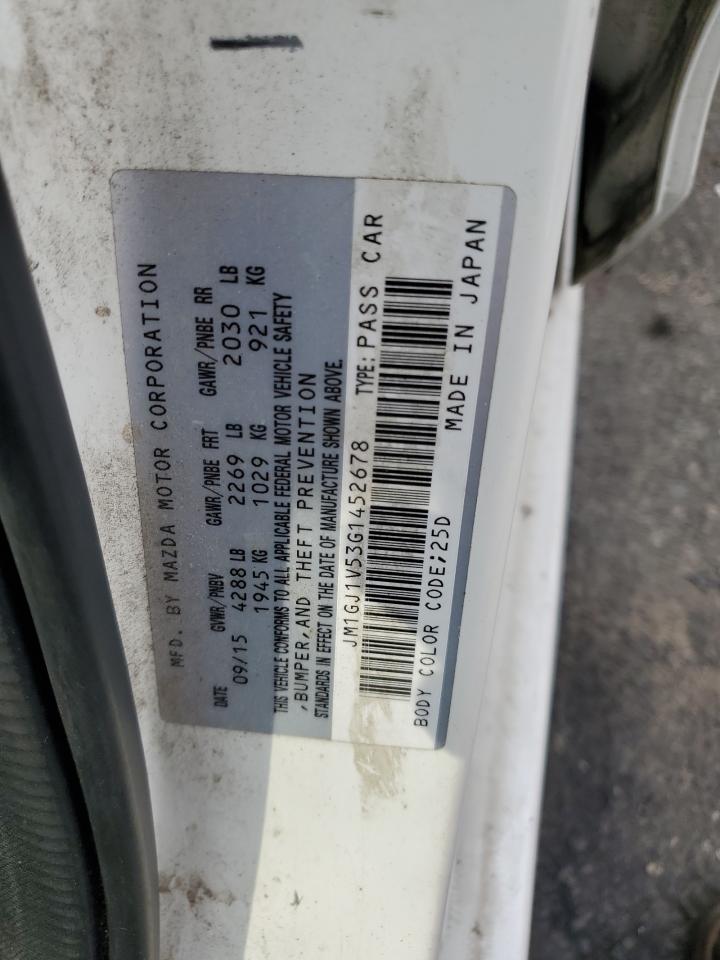 MFD. BY MAZDA MOTOR CORPORATION
DATE GVWR/PNBV GAWR/PNBE FRT GAWR/PNBE RR
09/15 4288 LB 2269 LB 2030 LB
1945 KG 1029 KG 921 KG
THIS VEHICLE CONFORMS TO ALL APPLICABLE FEDERAL MOTOR VEHICLE SAFETY
,BUMPER,AND THEFT PREVENTION
STANDARDS IN EFFECT ON THE DATE OF MANUFACTURE SHOWN ABOVE.
JM1GJ1V53G1452678 TYPE: PASS CAR
BODY COLOR CODE;25D MADE IN JAPAN